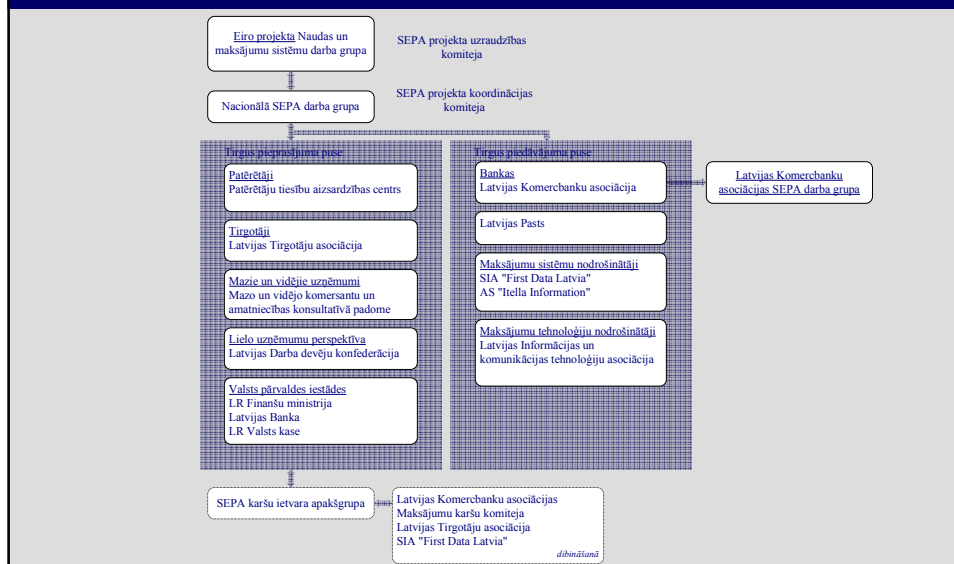 Eiro projekta Naudas un
maksājumu sistēmu darba grupa
SEPA projekta uzraudzības
komiteja
Nacionālā SEPA darba grupa
SEPA projekta koordinācijas
komiteja
Tirgus pieprasījuma puse
Patērētāji
Patērētāju tiesību aizsardzības centrs
Tirgotāji
Latvijas Tirgotāju asociācija
Mazie un vidējie uzņēmumi
Mazo un vidējo komersantu un
amatniecības konsultatīvā padome
Lielo uzņēmumu perspektīva
Latvijas Darba devēju konfederācija
Valsts pārvaldes iestādes
LR Finanšu ministrija
Latvijas Banka
LR Valsts kase
Tirgus piedāvājuma puse
Bankas
Latvijas Komercbanku asociācija
Latvijas Pasts
Maksājumu sistēmu nodrošinātāji
SIA "First Data Latvia"
AS "Itella Information"
Maksājumu tehnoloģiju nodrošinātāji
Latvijas Informācijas un
komunikācijas tehnoloģiju asociācija
Latvijas Komercbanku
asociācijas SEPA darba grupa
SEPA karšu ietvara apakšgrupa
Latvijas Komercbanku asociācijas
Maksājumu karšu komiteja
Latvijas Tirgotāju asociācija
SIA "First Data Latvia"
dibināšanā